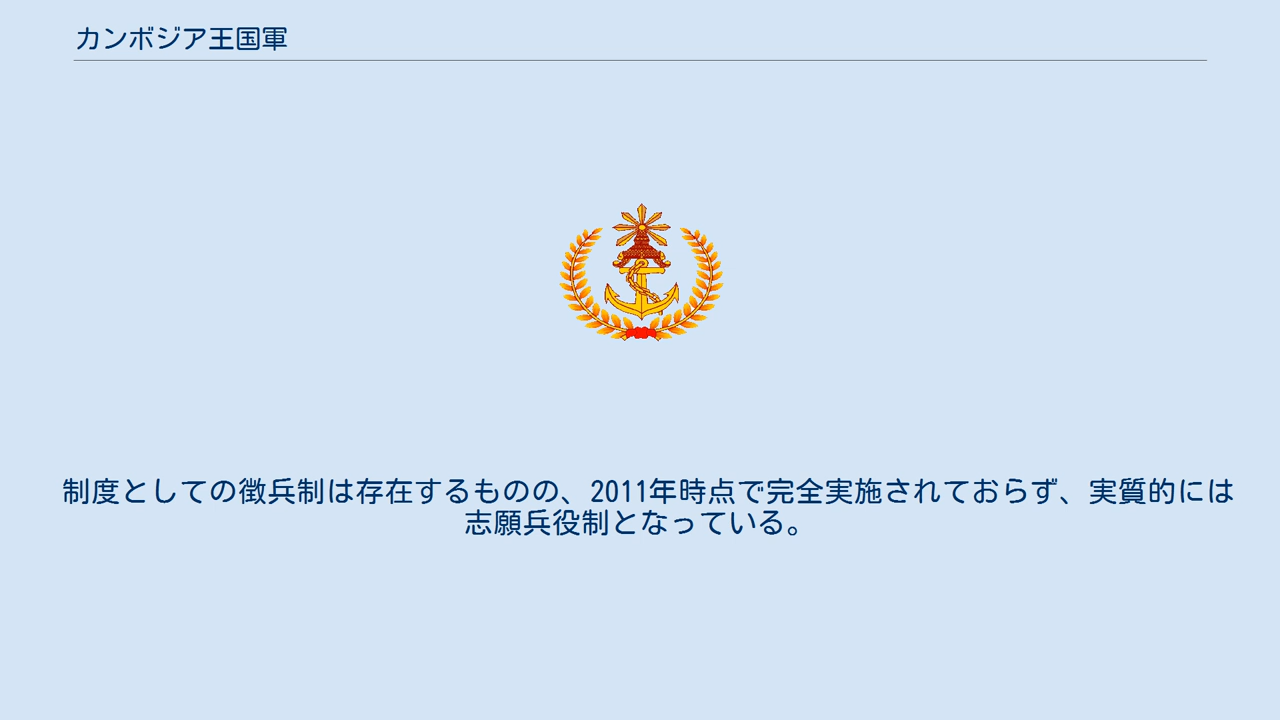 カンボジア王国軍
制度としての徴兵制は存在するものの、2011年時点で完全実施されておらず、実質的には
志願兵役制となっている。